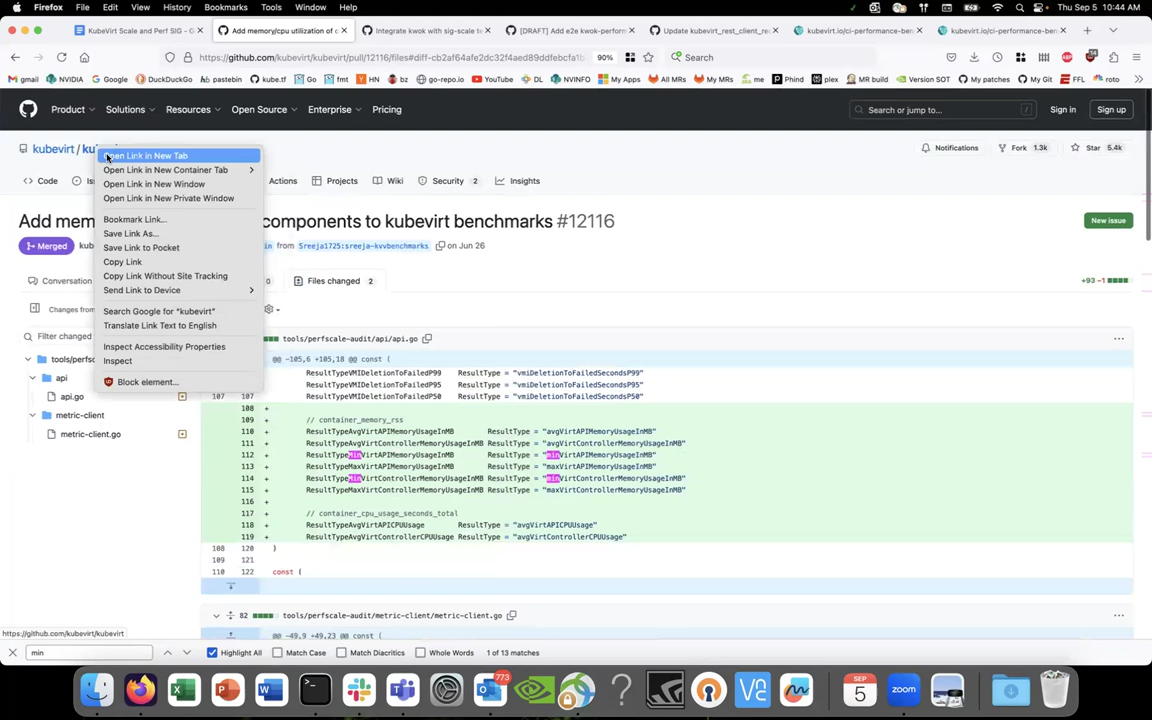 Firefox File Edit View History Bookmarks Tools Window Help Thu Sep 5 10:44 AM
KubeVirt Scale and Perf SIG - G
Add memory/cpu utilization of c
Integrate kwok with sig-scale t
[DRAFT] Add e2e kwok-perform
Update kubevirt_rest_client_re
kubevirt.io/ci-performance-ben
kubevirt.io/ci-performance-ben
https://github.com/kubevirt/kubevirt/pull/12116/files#diff-cb2af64afe2dc32f4aed89ddfebcfa1b
90%
Search
14
gmail NVIDIA Google DuckDuckGo pastebin kube.tf Go fmt HN bz go-repo.io YouTube DL NVINFO My Apps All MRs My MRs Phind plex MR build Version SOT My patches My Git FFL roto
Product Solutions Resources Open Source Enterprise Pricing
Search or jump to...
/
Sign in
Sign up
kubevirt / ku
Notifications
Fork 1.3k
Star 5.4k
Code Iss Actions Projects Wiki Security 2 Insights
Add mem components to kubevirt benchmarks #12116
New issue
Merged
kub in from Sreeja1725:sreeja-kvvbenchmarks on Jun 26
Conversation 0 Files changed 2
+93 −1
Changes from
Filter changed
tools/perfs
api
api.go
metric-client
metric-client.go
Open Link in New Tab
Open Link in New Container Tab
Open Link in New Window
Open Link in New Private Window
Bookmark Link...
Save Link As...
Save Link to Pocket
Copy Link
Copy Link Without Site Tracking
Send Link to Device
Search Google for "kubevirt"
Translate Link Text to English
Inspect Accessibility Properties
Inspect
Block element...
tools/perfscale-audit/api/api.go
@@ -105,6 +105,18 @@ const (
ResultTypeVMIDeletionToFailedP99 ResultType = "vmiDeletionToFailedSecondsP99"
ResultTypeVMIDeletionToFailedP95 ResultType = "vmiDeletionToFailedSecondsP95"
107 107 ResultTypeVMIDeletionToFailedP50 ResultType = "vmiDeletionToFailedSecondsP50"
108 +
109 + // container_memory_rss
110 + ResultTypeAvgVirtAPIMemoryUsageInMB ResultType = "avgVirtAPIMemoryUsageInMB"
111 + ResultTypeAvgVirtControllerMemoryUsageInMB ResultType = "avgVirtControllerMemoryUsageInMB"
112 + ResultTypeMinVirtAPIMemoryUsageInMB ResultType = "minVirtAPIMemoryUsageInMB"
113 + ResultTypeMaxVirtAPIMemoryUsageInMB ResultType = "maxVirtAPIMemoryUsageInMB"
114 + ResultTypeMinVirtControllerMemoryUsageInMB ResultType = "minVirtControllerMemoryUsageInMB"
115 + ResultTypeMaxVirtControllerMemoryUsageInMB ResultType = "maxVirtControllerMemoryUsageInMB"
116 +
117 + // container_cpu_usage_seconds_total
118 + ResultTypeAvgVirtAPICPUUsage ResultType = "avgVirtAPICPUUsage"
119 + ResultTypeAvgVirtControllerCPUUsage ResultType = "avgVirtControllerCPUUsage"
108 120 )
109 121
110 122 const (
82 tools/perfscale-audit/metric-client/metric-client.go
@@ -49,9 +49,23 @@ const (
https://github.com/kubevirt/kubevirt
min
Highlight All Match Case Match Diacritics Whole Words 1 of 13 matches
773
SEP
5
zoom